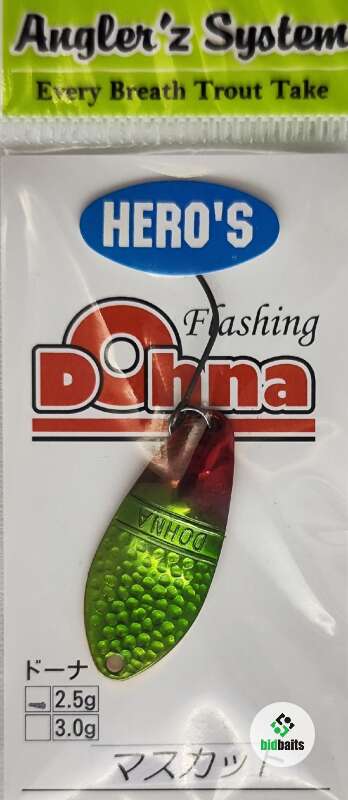 Angler'z System
Every Breath Trout Take
HERO'S
Flashing
Dohna
DOHNA
ドーナ
2.5g
3.0g
マスカット
bidbaits